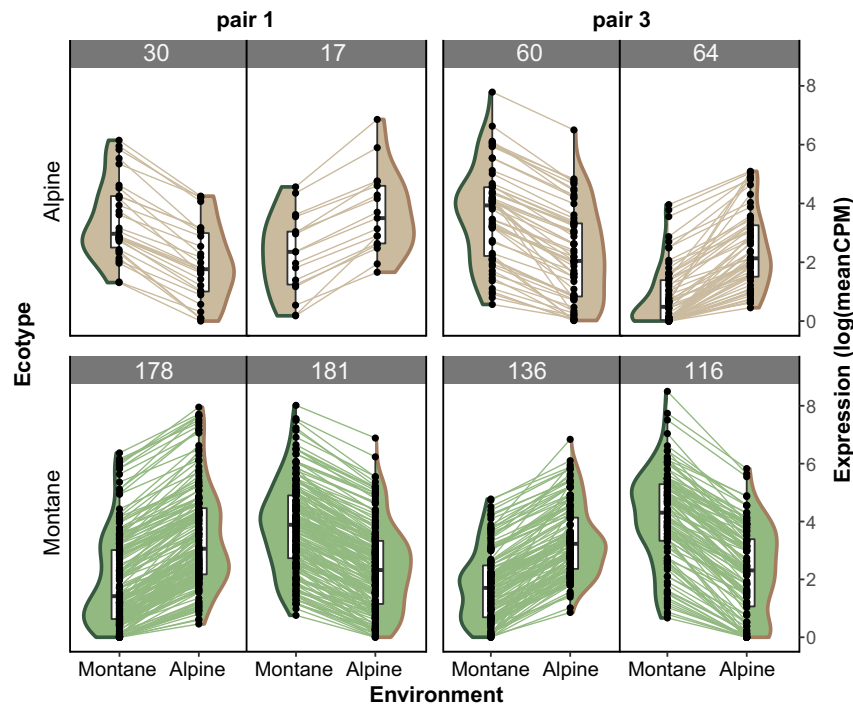 pair 1 pair 3
30 17 60 64
Alpine
8
6
4
2
0
Ecotype
Expression (log(meanCPM)
178 181 136 116
Montane
8
6
4
2
0
Montane Alpine Montane Alpine Montane Alpine Montane Alpine
Environment